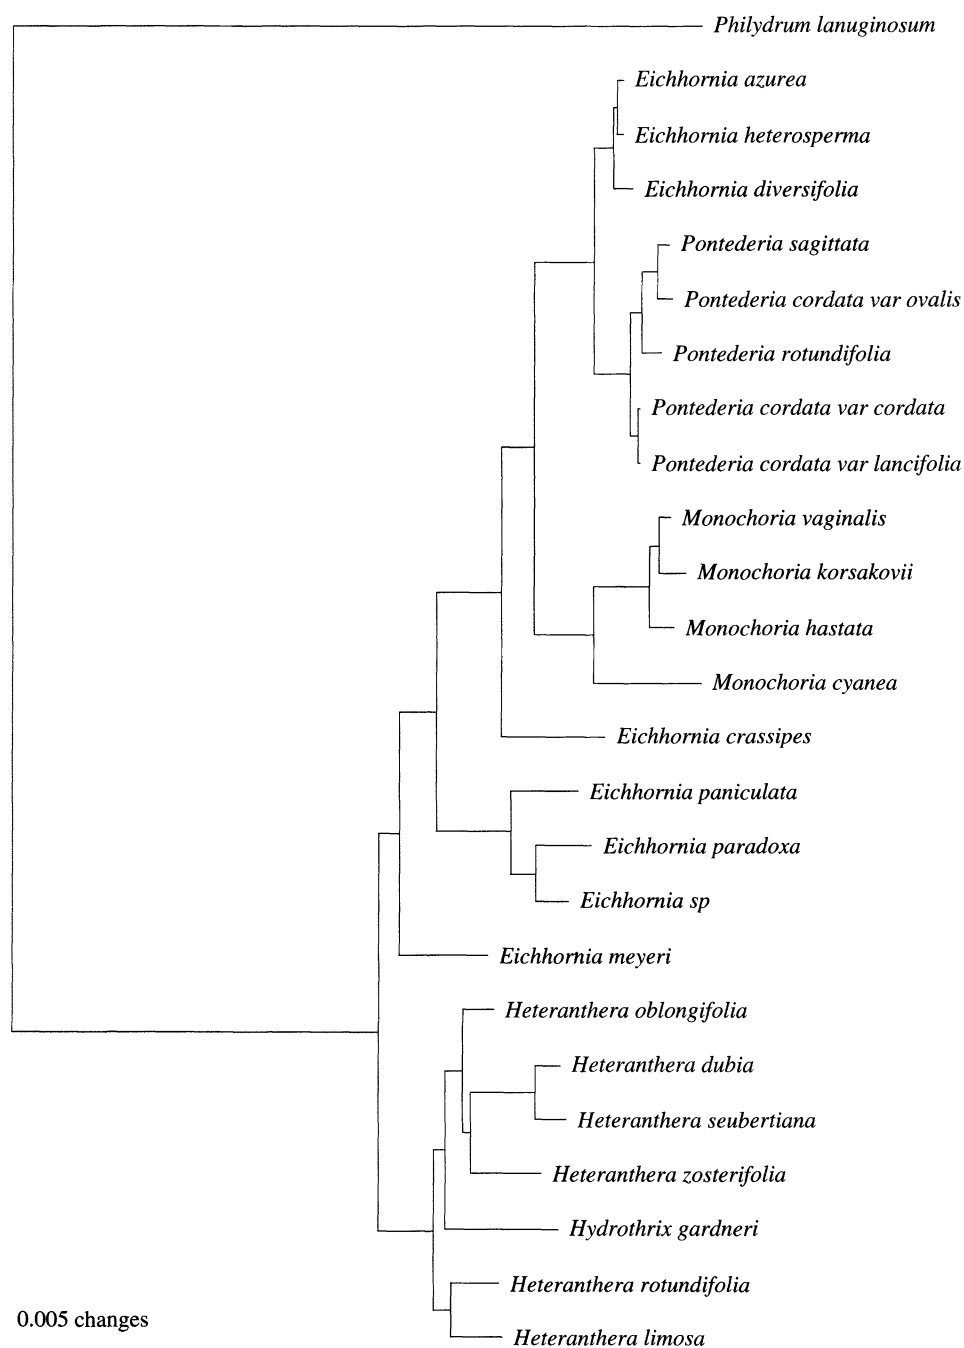 Philydrum lanuginosum
Eichhornia azurea
Eichhornia heterosperma
Eichhornia diversifolia
Pontederia sagittata
Pontederia cordata var ovalis
Pontederia rotundifolia
Pontederia cordata var cordata
Pontederia cordata var lancifolia
Monochoria vaginalis
Monochoria korsakovii
Monochoria hastata
Monochoria cyanea
Eichhornia crassipes
Eichhornia paniculata
Eichhornia paradoxa
Eichhornia sp
Eichhornia meyeri
Heteranthera oblongifolia
Heteranthera dubia
Heteranthera seubertiana
Heteranthera zosterifolia
Hydrothrix gardneri
Heteranthera rotundifolia
0.005 changes
Heteranthera limosa